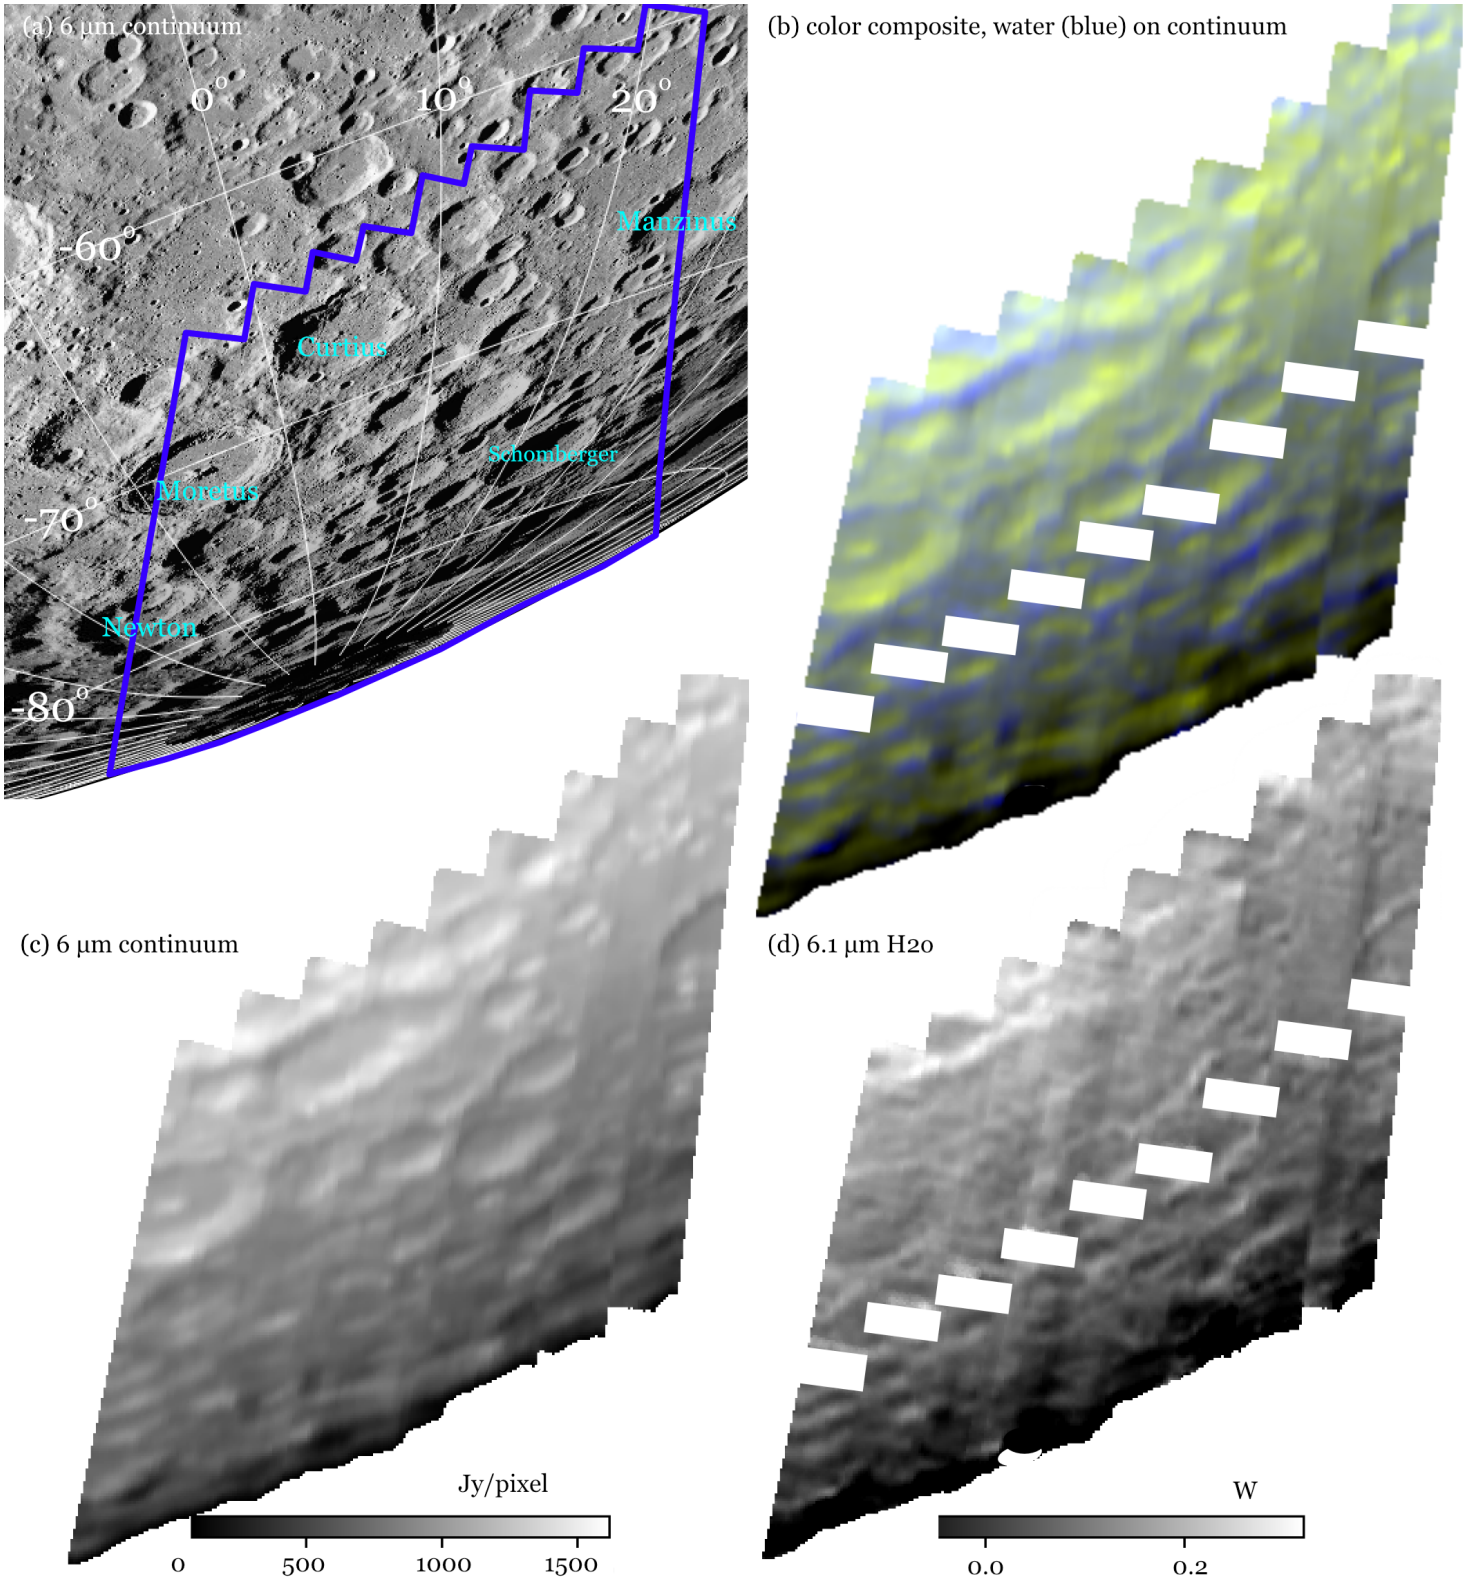 (a) 6 µm continuum
(b) color composite, water (blue) on continuum
0°
10°
20°
Manzinus
-60°
Curtius
Schomberger
Moretus
-70°
Newton
-80°
(c) 6 µm continuum
(d) 6.1 µm H2o
Jy/pixel
W
0
500
1000
1500
0.0
0.2